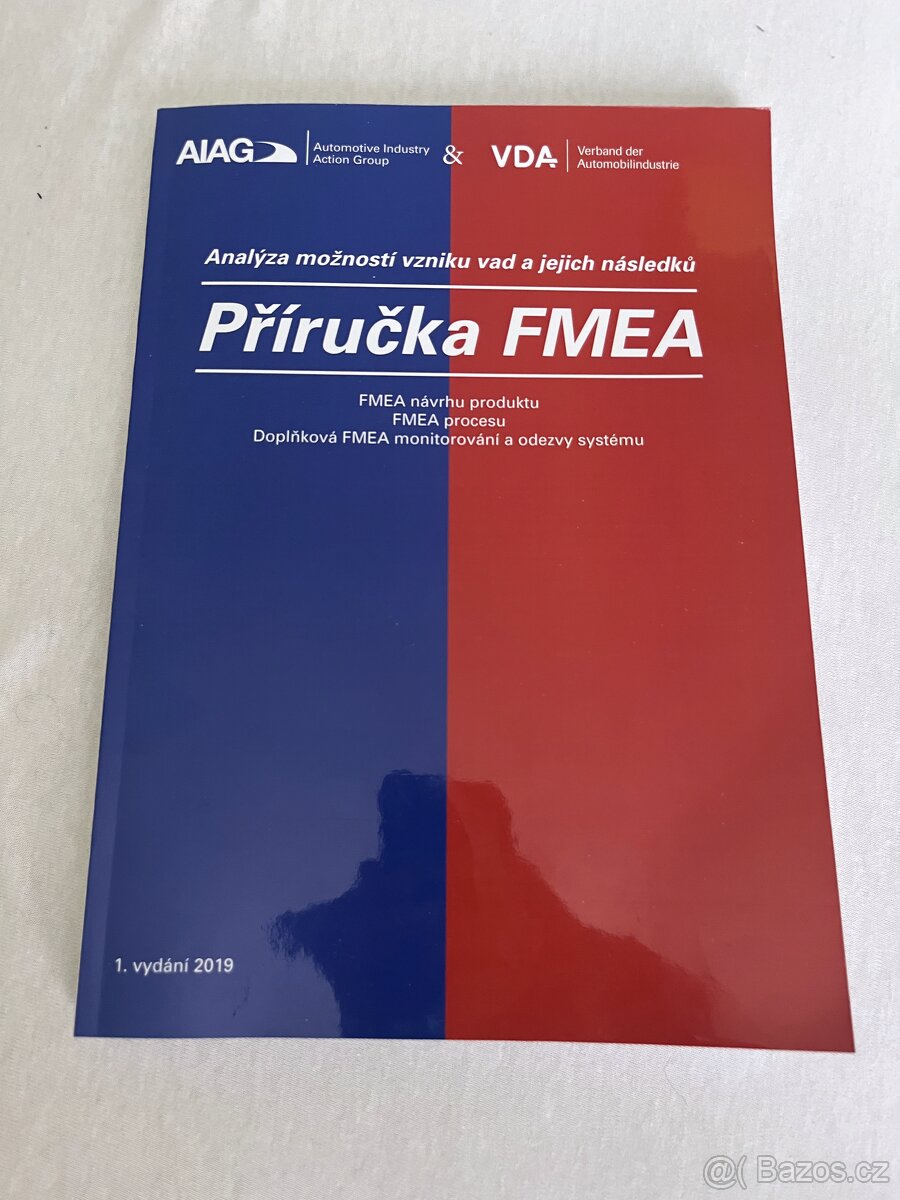 AIAG
Automotive Industry
Action Group
&
VDA
Verband der
Automobilindustrie
Analýza možností vzniku vad a jejich následků
Příručka FMEA
FMEA návrhu produktu
FMEA procesu
Doplňková FMEA monitorování a odezvy systému
1. vydání 2019
@( Bazos.cz